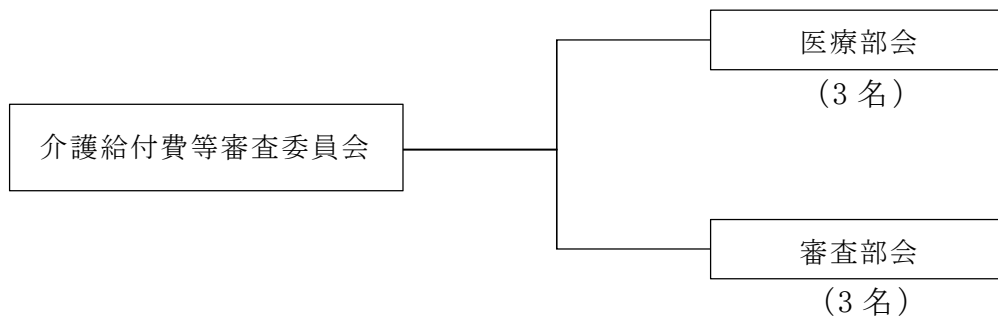 医療部会
（3 名）
介護給付費等審査委員会
審査部会
（3 名）